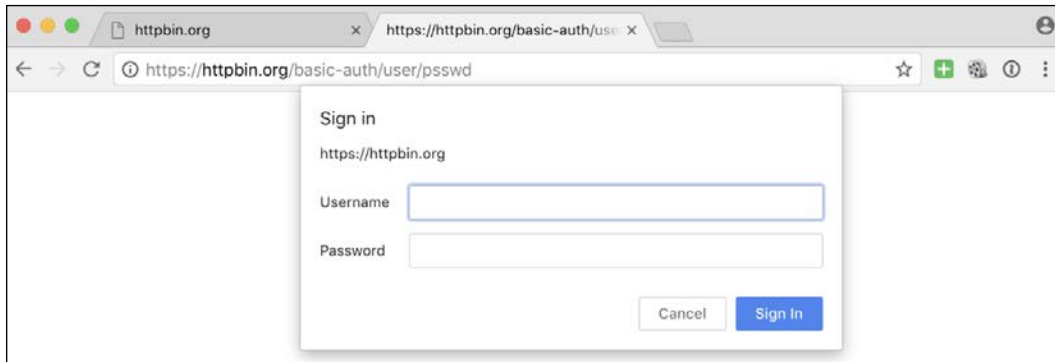 httpbin.org https://httpbin.org/basic-auth/use
https://httpbin.org/basic-auth/user/psswd
Sign in
https://httpbin.org
Username
Password
Cancel Sign In